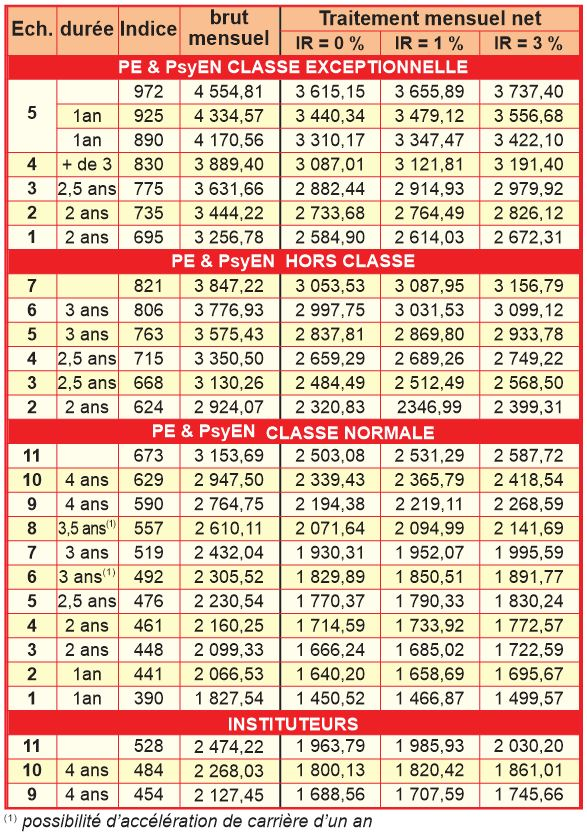 Ech. durée Indice brut mensuel Traitement mensuel net
IR = 0 % IR = 1 % IR = 3 %
PE & PsyEN CLASSE EXCEPTIONNELLE
972 4 554,81 3 615,15 3 655,89 3 737,40
5 1an 925 4 334,57 3 440,34 3 479,12 3 556,68
1an 890 4 170,56 3 310,17 3 347,47 3 422,10
4 + de 3 830 3 889,40 3 087,01 3 121,81 3 191,40
3 2,5 ans 775 3 631,66 2 882,44 2 914,93 2 979,92
2 2 ans 735 3 444,22 2 733,68 2 764,49 2 826,12
1 2 ans 695 3 256,78 2 584,90 2 614,03 2 672,31
PE & PsyEN HORS CLASSE
7 821 3 847,22 3 053,53 3 087,95 3 156,79
6 3 ans 806 3 776,93 2 997,75 3 031,53 3 099,12
5 3 ans 763 3 575,43 2 837,81 2 869,80 2 933,78
4 2,5 ans 715 3 350,50 2 659,29 2 689,26 2 749,22
3 2,5 ans 668 3 130,26 2 484,49 2 512,49 2 568,50
2 2 ans 624 2 924,07 2 320,83 2346,99 2 399,31
PE & PsyEN CLASSE NORMALE
11 673 3 153,69 2 503,08 2 531,29 2 587,72
10 4 ans 629 2 947,50 2 339,43 2 365,79 2 418,54
9 4 ans 590 2 764,75 2 194,38 2 219,11 2 268,59
8 3,5 ans(1) 557 2 610,11 2 071,64 2 094,99 2 141,69
7 3 ans 519 2 432,04 1 930,31 1 952,07 1 995,59
6 3 ans(1) 492 2 305,52 1 829,89 1 850,51 1 891,77
5 2,5 ans 476 2 230,54 1 770,37 1 790,33 1 830,24
4 2 ans 461 2 160,25 1 714,59 1 733,92 1 772,57
3 2 ans 448 2 099,33 1 666,24 1 685,02 1 722,59
2 1an 441 2 066,53 1 640,20 1 658,69 1 695,67
1 1an 390 1 827,54 1 450,52 1 466,87 1 499,57
INSTITUTEURS
11 528 2 474,22 1 963,79 1 985,93 2 030,20
10 4 ans 484 2 268,03 1 800,13 1 820,42 1 861,01
9 4 ans 454 2 127,45 1 688,56 1 707,59 1 745,66
(1) possibilité d'accélération de carrière d'un an